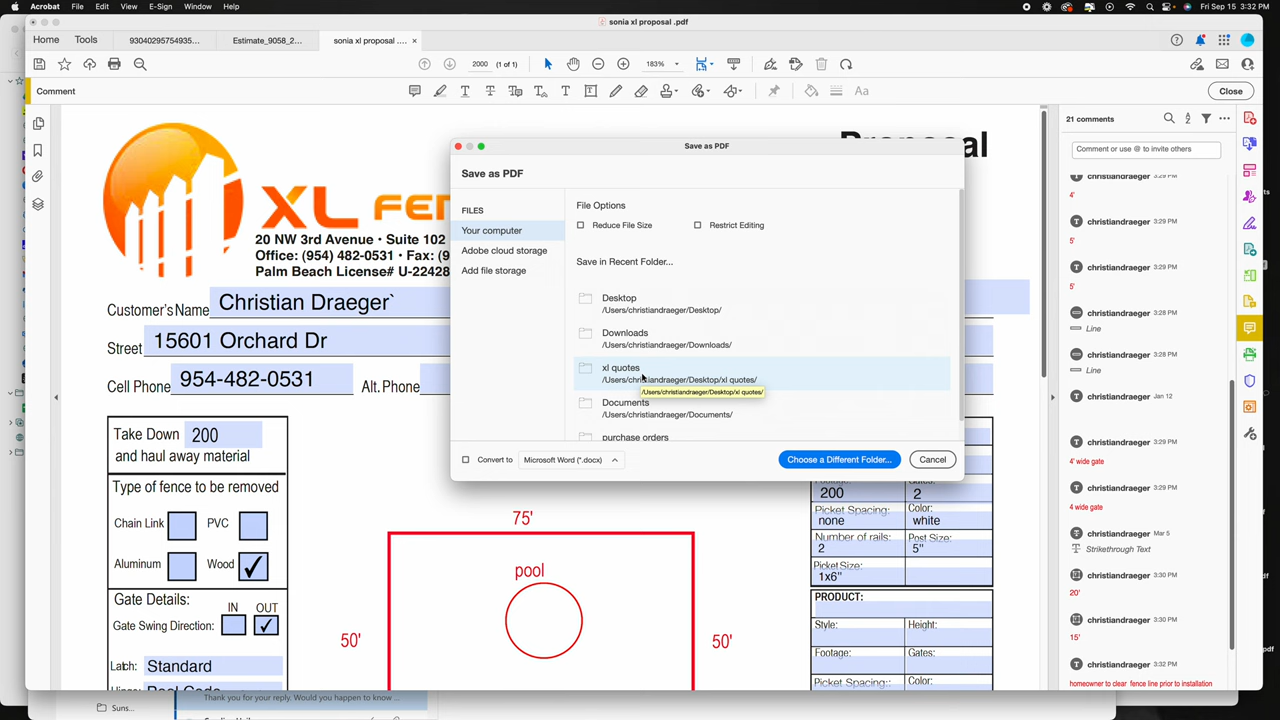 Acrobat File Edit View E-Sign Window Help
Fri Sep 15 3:32 PM
sonia xl proposal .pdf
Home Tools 93040295754935... Estimate_9058_2... sonia xl proposal .... ×
2000 (1 of 1) 183%
Comment
Aa
Close
Proposal
XL FE
20 NW 3rd Avenue • Suite 102
Office: (954) 482-0531 • Fax: (9
Palm Beach License# U-22428
Customer's Name Christian Draeger`
Street 15601 Orchard Dr
Cell Phone 954-482-0531 Alt. Phone
Take Down 200
and haul away material
Type of fence to be removed
Chain Link PVC
Aluminum Wood ✓
Gate Details:
IN OUT
Gate Swing Direction: ✓
Latch: Standard
Pool Code
75'
pool
50'
50'
Save as PDF
Save as PDF
FILES
Your computer
Adobe cloud storage
Add file storage
File Options
Reduce File Size Restrict Editing
Save in Recent Folder...
Desktop
/Users/christiandraeger/Desktop/
Downloads
/Users/christiandraeger/Downloads/
xl quotes
/Users/christiandraeger/Desktop/xl quotes/
/Users/christiandraeger/Desktop/xl quotes/
Documents
/Users/christiandraeger/Documents/
purchase orders
Convert to Microsoft Word (*.docx)
Choose a Different Folder... Cancel
Footage: Gates:
200 2
Picket Spacing: Color:
none white
Number of rails: Post Size:
2 5"
Picket Size:
1x6"
PRODUCT:
Style: Height:
Footage: Gates:
Picket Spacing: Color:
21 comments
Comment or use @ to invite others
christiandraeger 3:29 PM
4'
christiandraeger 3:29 PM
5'
christiandraeger 3:29 PM
5'
christiandraeger 3:28 PM
Line
christiandraeger 3:28 PM
Line
christiandraeger Jan 12
christiandraeger 3:29 PM
4' wide gate
christiandraeger 3:29 PM
4 wide gate
christiandraeger Mar 5
Strikethrough Text
christiandraeger 3:30 PM
20'
christiandraeger 3:30 PM
15'
christiandraeger 3:32 PM
homeowner to clear fence line prior to installation
Thank you for your reply. Would you happen to know ...
Suns...